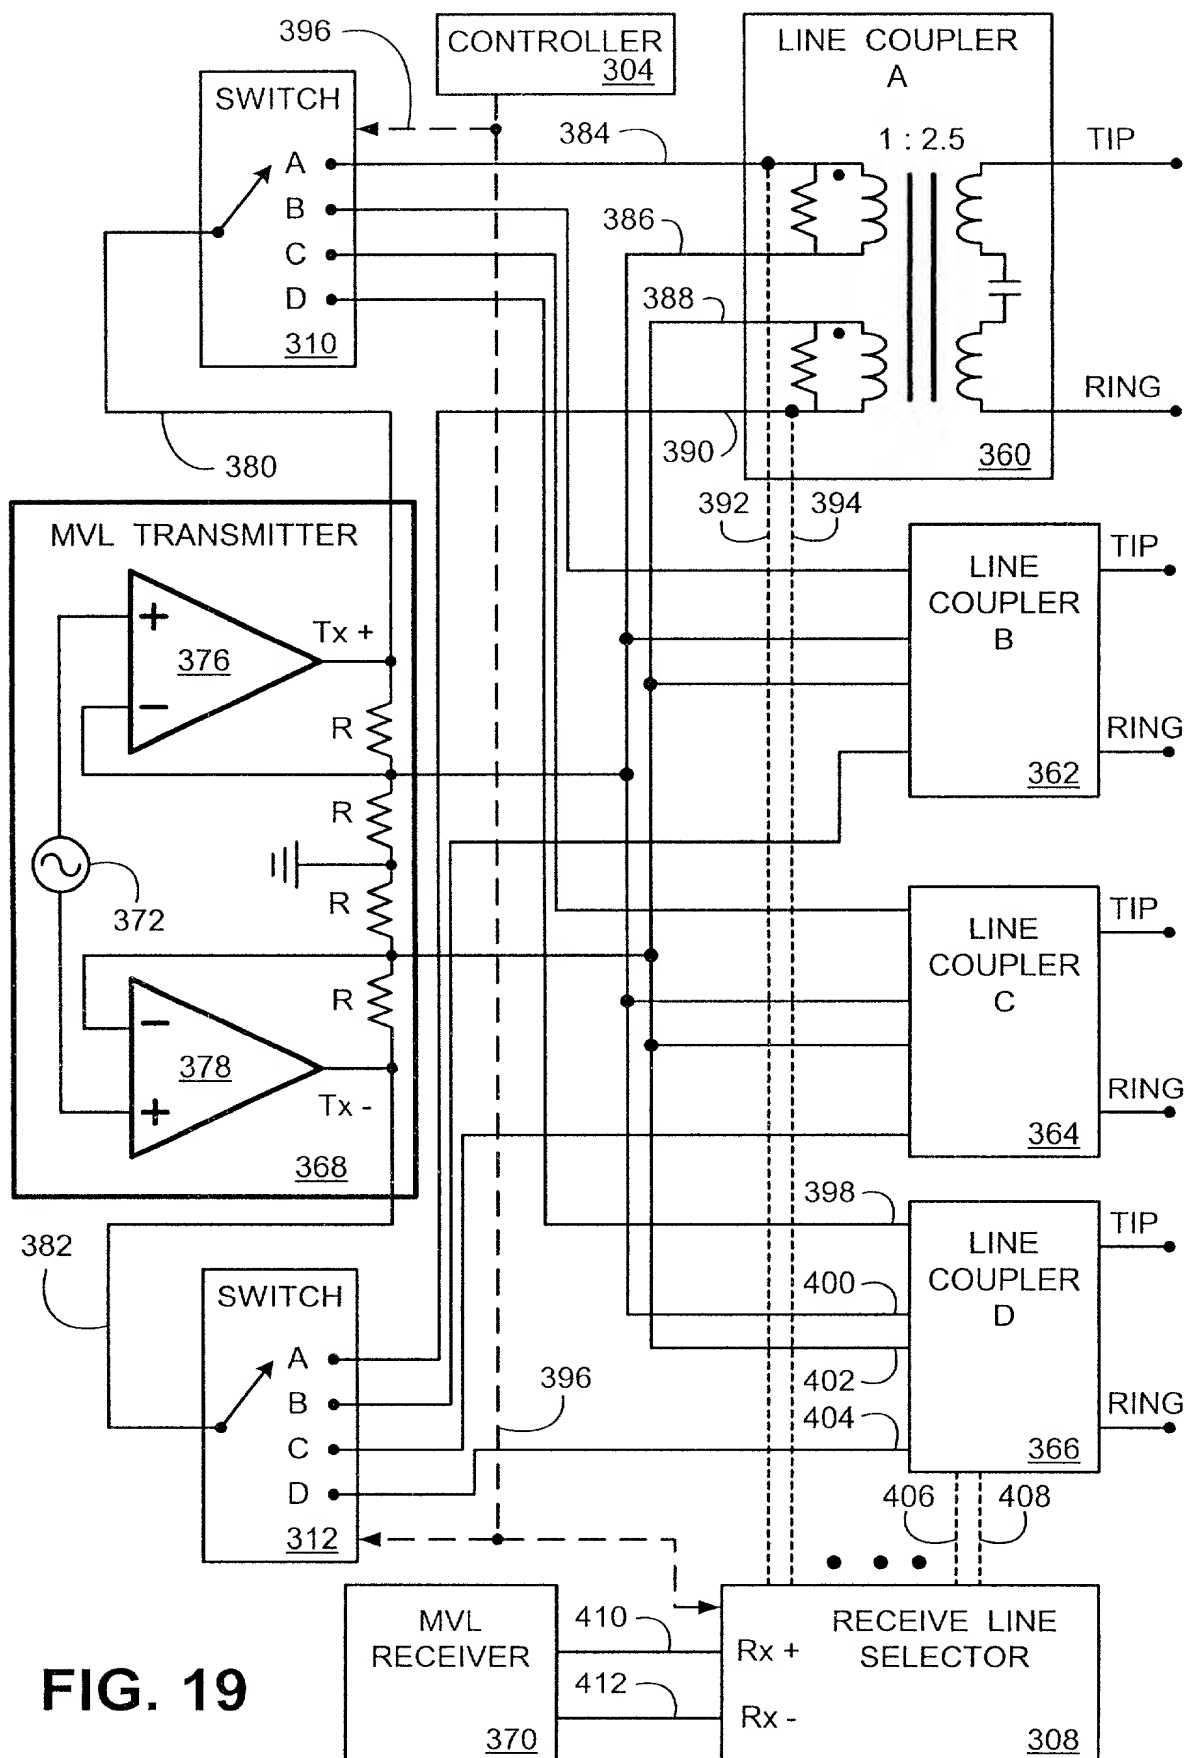 396
CONTROLLER
304
LINE COUPLER
A
SWITCH
A
B
C
D
310
384
1 : 2.5
TIP
386
388
RING
390
360
380
392
394
MVL TRANSMITTER
+
376
−
Tx +
R
R
372
R
R
−
378
+
Tx -
368
LINE
COUPLER
B
TIP
RING
362
LINE
COUPLER
C
TIP
RING
364
398
LINE
COUPLER
D
TIP
400
402
404
RING
366
382
SWITCH
A
B
C
D
312
396
406
408
MVL
RECEIVER
370
410
412
RECEIVE LINE
SELECTOR
Rx +
Rx -
308
FIG. 19